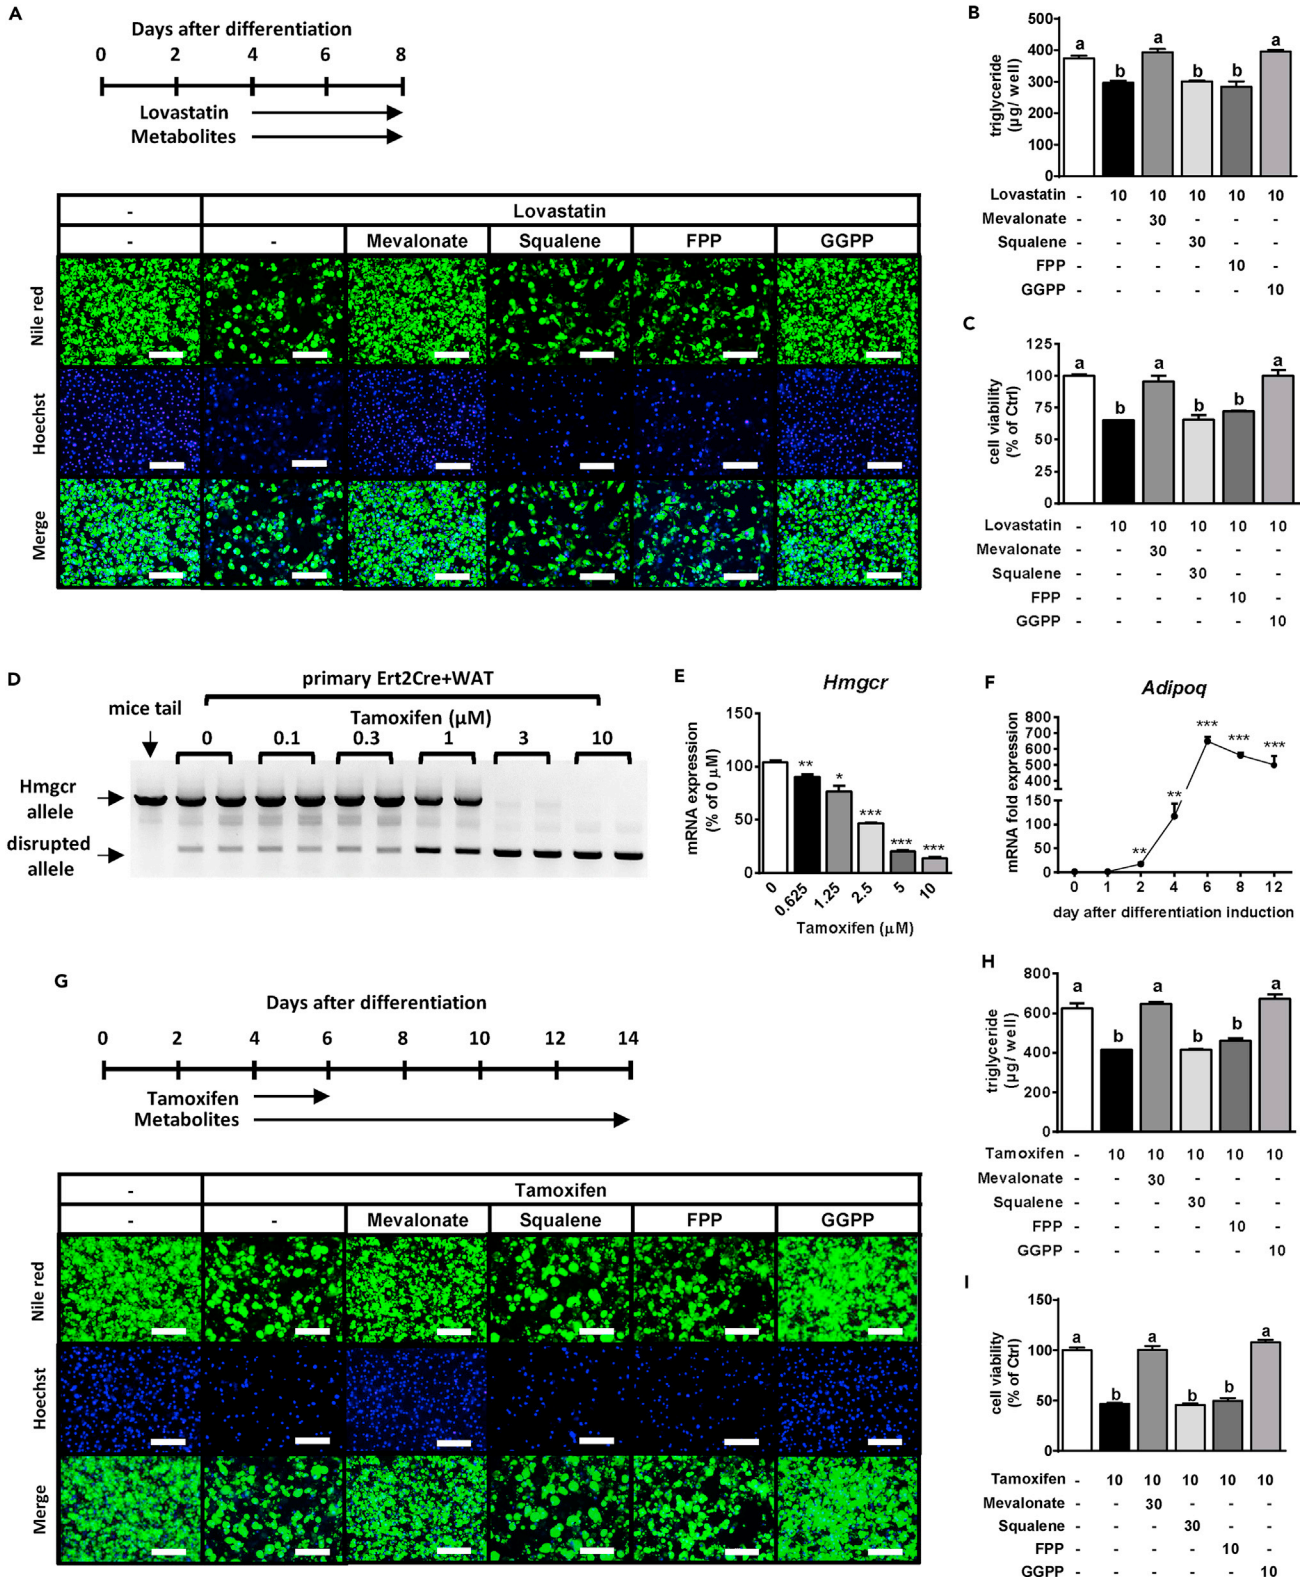 A
Days after differentiation
0 2 4 6 8
Lovastatin
Metabolites
- Lovastatin
- - Mevalonate Squalene FPP GGPP
Nile red
Hoechst
Merge
B
triglyceride
(µg/ well)
500
400
300
200
100
0
a b a b b a
Lovastatin - 10 10 10 10 10
Mevalonate - - 30 - - -
Squalene - - - 30 - -
FPP - - - - 10 -
GGPP - - - - - 10
C
cell viability
(% of Ctrl)
125
100
75
50
25
0
a b a b b a
Lovastatin - 10 10 10 10 10
Mevalonate - - 30 - - -
Squalene - - - 30 - -
FPP - - - - 10 -
GGPP - - - - - 10
D
primary Ert2Cre+WAT
mice tail
Tamoxifen (µM)
0 0.1 0.3 1 3 10
Hmgcr
allele
disrupted
allele
E
Hmgcr
mRNA expression
(% of 0 µM)
150
100
50
0
** * *** *** ***
0 0.625 1.25 2.5 5 10
Tamoxifen (µM)
F
Adipoq
mRNA fold expression
800
700
600
500
400
150
100
50
0
** ** *** *** ***
0 1 2 4 6 8 12
day after differentiation induction
G
Days after differentiation
0 2 4 6 8 10 12 14
Tamoxifen
Metabolites
- Tamoxifen
- - Mevalonate Squalene FPP GGPP
Nile red
Hoechst
Merge
H
triglyceride
(µg/ well)
800
600
400
200
0
a b a b b a
Tamoxifen - 10 10 10 10 10
Mevalonate - - 30 - - -
Squalene - - - 30 - -
FPP - - - - 10 -
GGPP - - - - - 10
I
cell viability
(% of Ctrl)
150
100
50
0
a b a b b a
Tamoxifen - 10 10 10 10 10
Mevalonate - - 30 - - -
Squalene - - - 30 - -
FPP - - - - 10 -
GGPP - - - - - 10